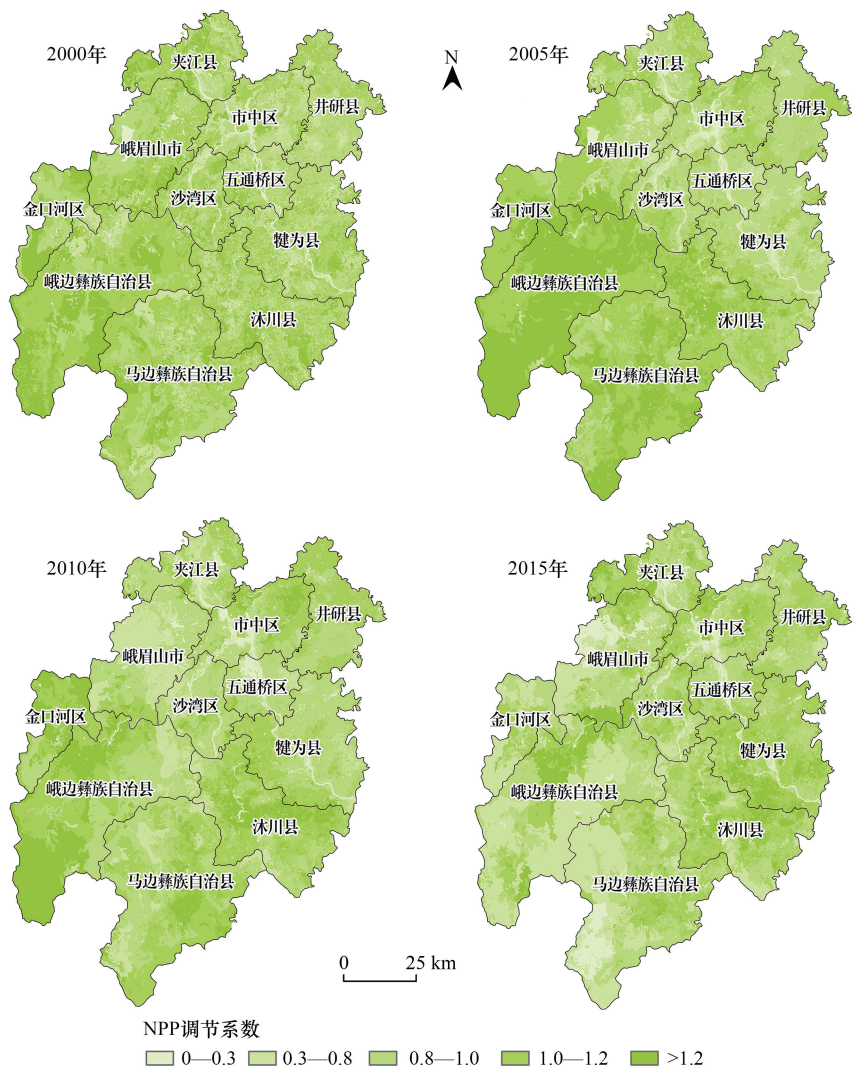 2000年
夹江县
井研县
市中区
峨眉山市
五通桥区
沙湾区
金口河区
犍为县
峨边彝族自治县
沐川县
马边彝族自治县
N
2005年
夹江县
井研县
市中区
峨眉山市
五通桥区
沙湾区
金口河区
犍为县
峨边彝族自治县
沐川县
马边彝族自治县
2010年
夹江县
井研县
市中区
峨眉山市
五通桥区
沙湾区
金口河区
犍为县
峨边彝族自治县
沐川县
马边彝族自治县
2015年
夹江县
井研县
市中区
峨眉山市
五通桥区
沙湾区
金口河区
犍为县
峨边彝族自治县
沐川县
马边彝族自治县
0 25 km
NPP调节系数
0—0.3 0.3—0.8 0.8—1.0 1.0—1.2 >1.2